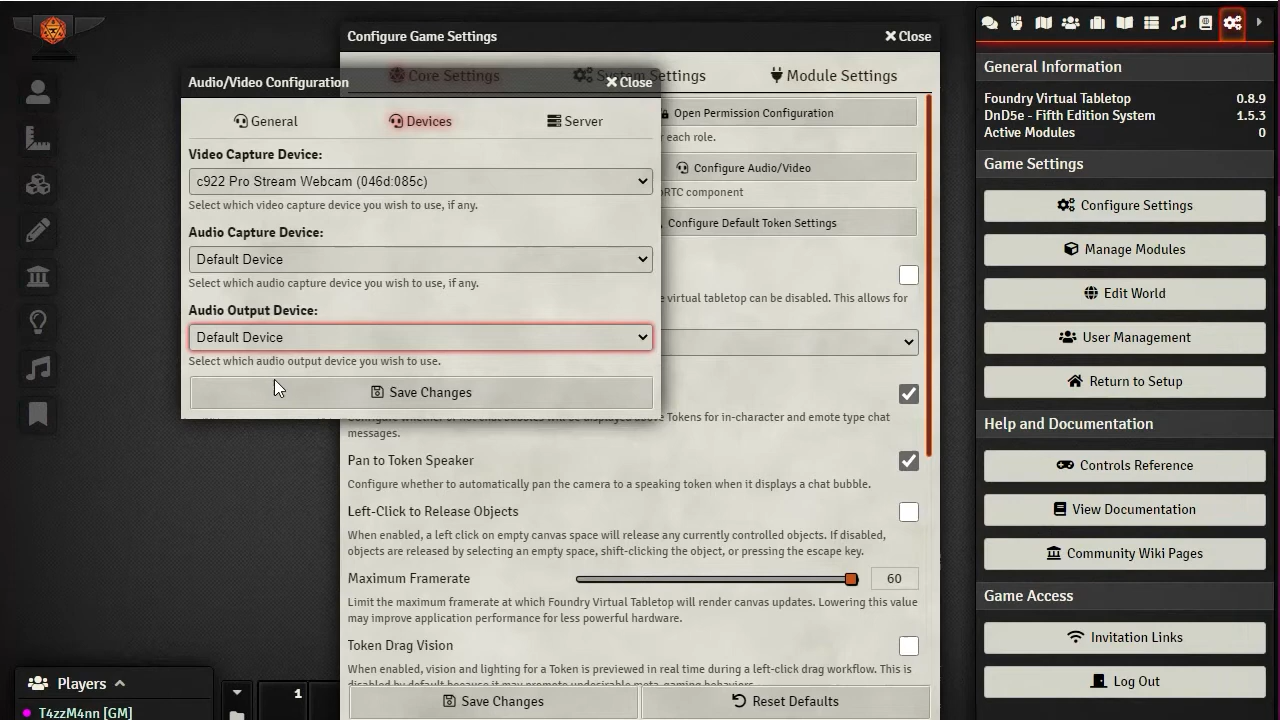 Configure Game Settings
Close
Core Settings
System Settings
Module Settings
Open Permission Configuration
each role.
Configure Audio/Video
RTC component
Configure Default Token Settings
virtual tabletop can be disabled. This allows for
Tokens for in-character and emote type chat
messages.
Pan to Token Speaker
Configure whether to automatically pan the camera to a speaking token when it displays a chat bubble.
Left-Click to Release Objects
When enabled, a left click on empty canvas space will release any currently controlled objects. If disabled,
objects are released by selecting an empty space, shift-clicking the object, or pressing the escape key.
Maximum Framerate
60
Limit the maximum framerate at which Foundry Virtual Tabletop will render canvas updates. Lowering this value
may improve application performance for less powerful hardware.
Token Drag Vision
When enabled, vision and lighting for a Token is previewed in real time during a left-click drag workflow. This is
disabled by default because it may promote undesirable meta-gaming behaviors.
Save Changes
Reset Defaults
Audio/Video Configuration
Close
General
Devices
Server
Video Capture Device:
c922 Pro Stream Webcam (046d:085c)
Select which video capture device you wish to use, if any.
Audio Capture Device:
Default Device
Select which audio capture device you wish to use, if any.
Audio Output Device:
Default Device
Select which audio output device you wish to use.
Save Changes
General Information
Foundry Virtual Tabletop 0.8.9
DnD5e - Fifth Edition System 1.5.3
Active Modules 0
Game Settings
Configure Settings
Manage Modules
Edit World
User Management
Return to Setup
Help and Documentation
Controls Reference
View Documentation
Community Wiki Pages
Game Access
Invitation Links
Log Out
Players
T4zzM4nn [GM]
1